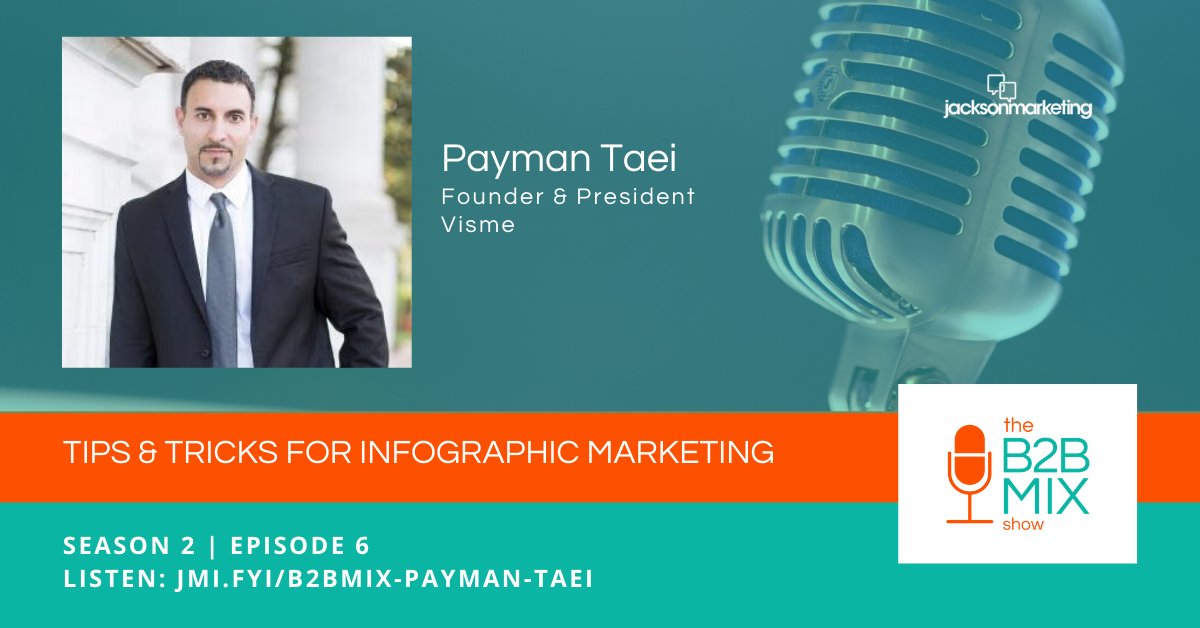 jacksonmarketing
Payman Taei
Founder & President
Visme
TIPS & TRICKS FOR INFOGRAPHIC MARKETING
the
B2B
MIX
show
SEASON 2 | EPISODE 6
LISTEN: JMI.FYI/B2BMIX-PAYMAN-TAEI